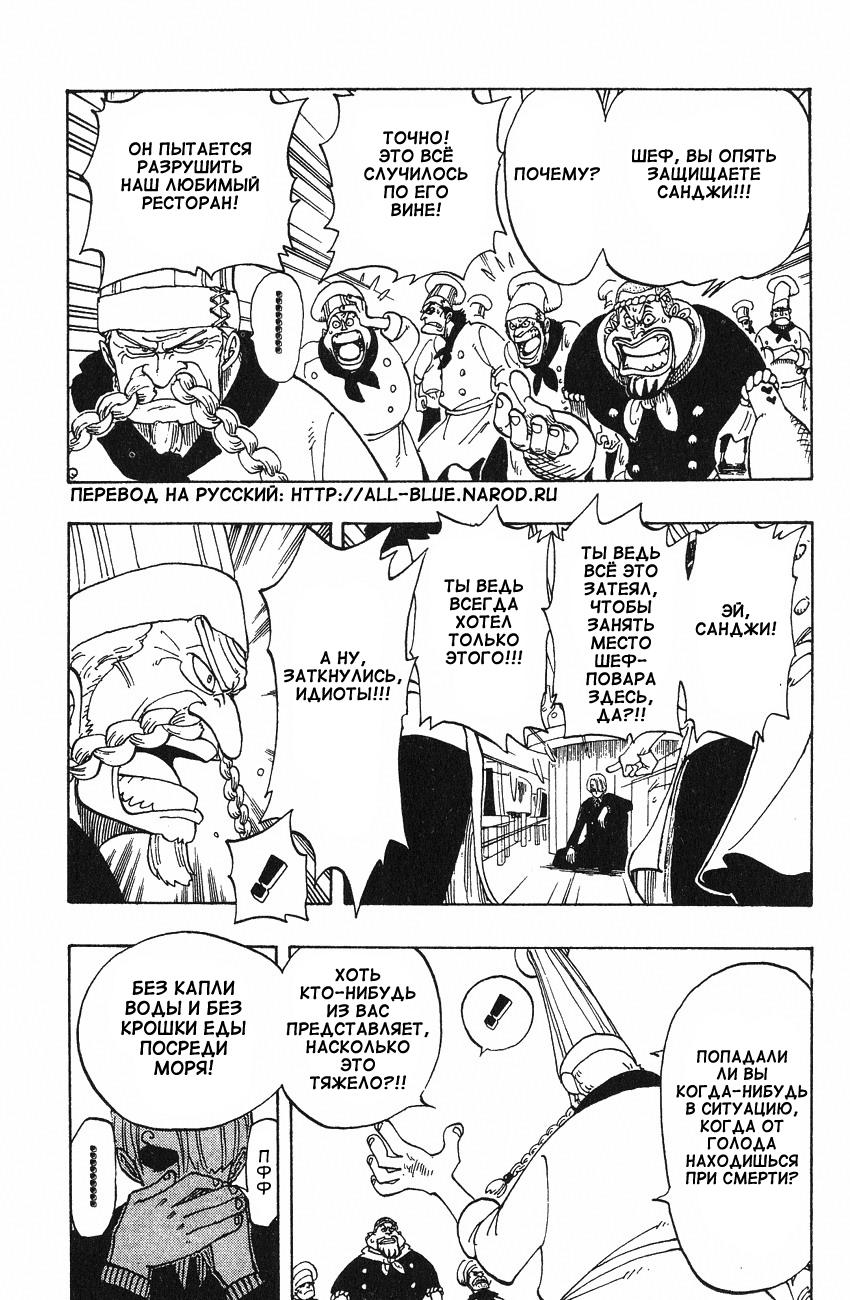 ШЕФ, ВЫ ОПЯТЬ
ЗАЩИЩАЕТЕ
САНДЖИ!!!
ПОЧЕМУ?
ТОЧНО!
ЭТО ВСЁ
СЛУЧИЛОСЬ
ПО ЕГО
ВИНЕ!
ОН ПЫТАЕТСЯ
РАЗРУШИТЬ
НАШ ЛЮБИМЫЙ
РЕСТОРАН!
ПЕРЕВОД НА РУССКИЙ: HTTP://ALL-BLUE.NAROD.RU
ЭЙ,
САНДЖИ!
ТЫ ВЕДЬ
ВСЁ ЭТО
ЗАТЕЯЛ,
ЧТОБЫ
ЗАНЯТЬ
МЕСТО
ШЕФ-
ПОВАРА
ЗДЕСЬ,
ДА?!!
ТЫ ВЕДЬ
ВСЕГДА
ХОТЕЛ
ТОЛЬКО
ЭТОГО!!!
А НУ,
ЗАТКНУЛИСЬ,
ИДИОТЫ!!!
!
ПОПАДАЛИ
ЛИ ВЫ
КОГДА-НИБУДЬ
В СИТУАЦИЮ,
КОГДА ОТ
ГОЛОДА
НАХОДИШЬСЯ
ПРИ СМЕРТИ?
!
ХОТЬ
КТО-НИБУДЬ
ИЗ ВАС
ПРЕДСТАВЛЯЕТ,
НАСКОЛЬКО
ЭТО
ТЯЖЕЛО?!!
БЕЗ КАПЛИ
ВОДЫ И БЕЗ
КРОШКИ ЕДЫ
ПОСРЕДИ
МОРЯ!
ПФФ